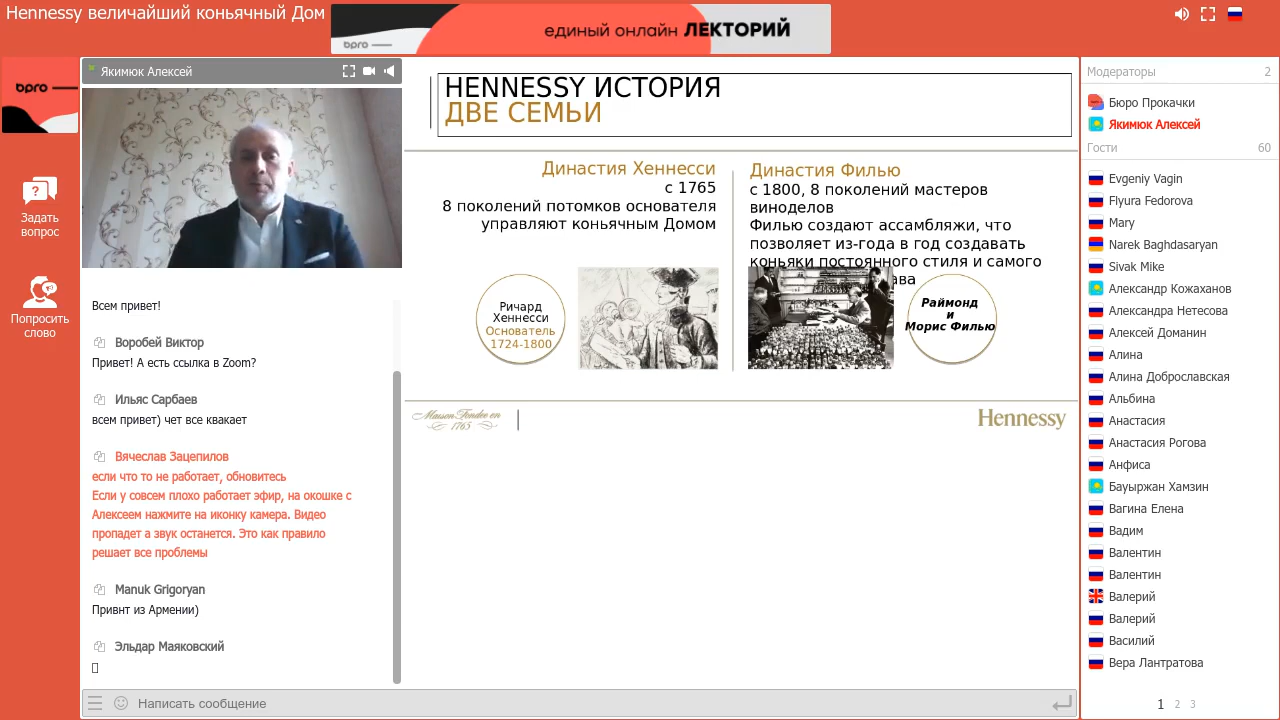 Hennessy величайший коньячный Дом
bpro
единый онлайн ЛЕКТОРИЙ
bpro
Задать
вопрос
Попросить
слово
Якимюк Алексей
Всем привет!
Воробей Виктор
Привет! А есть ссылка в Zoom?
Ильяс Сарбаев
всем привет) чет все квакает
Вячеслав Зацепилов
если что то не работает, обновитесь
Если у совсем плохо работает эфир, на окошке с
Алексеем нажмите на иконку камера. Видео
пропадет а звук останется. Это как правило
решает все проблемы
Manuk Grigoryan
Привнт из Армении)
Эльдар Маяковский
Написать сообщение
HENNESSY ИСТОРИЯ
ДВЕ СЕМЬИ
Династия Хеннесси
с 1765
8 поколений потомков основателя
управляют коньячным Домом
Династия Филью
с 1800, 8 поколений мастеров
виноделов
Филью создают ассамбляжи, что
позволяет из-года в год создавать
коньяки постоянного стиля и самого
Ричард
Хеннесси
Основатель
1724-1800
Раймонд
и
Морис Филью
Maison Fondée en
1765
Hennessy
Модераторы 2
Бюро Прокачки
Якимюк Алексей
Гости 60
Evgeniy Vagin
Flyura Fedorova
Mary
Narek Baghdasaryan
Sivak Mike
Александр Кожаханов
Александра Нетесова
Алексей Доманин
Алина
Алина Доброславская
Альбина
Анастасия
Анастасия Рогова
Анфиса
Бауыржан Хамзин
Вагина Елена
Вадим
Валентин
Валентин
Валерий
Валерий
Василий
Вера Лантратова
1 2 3